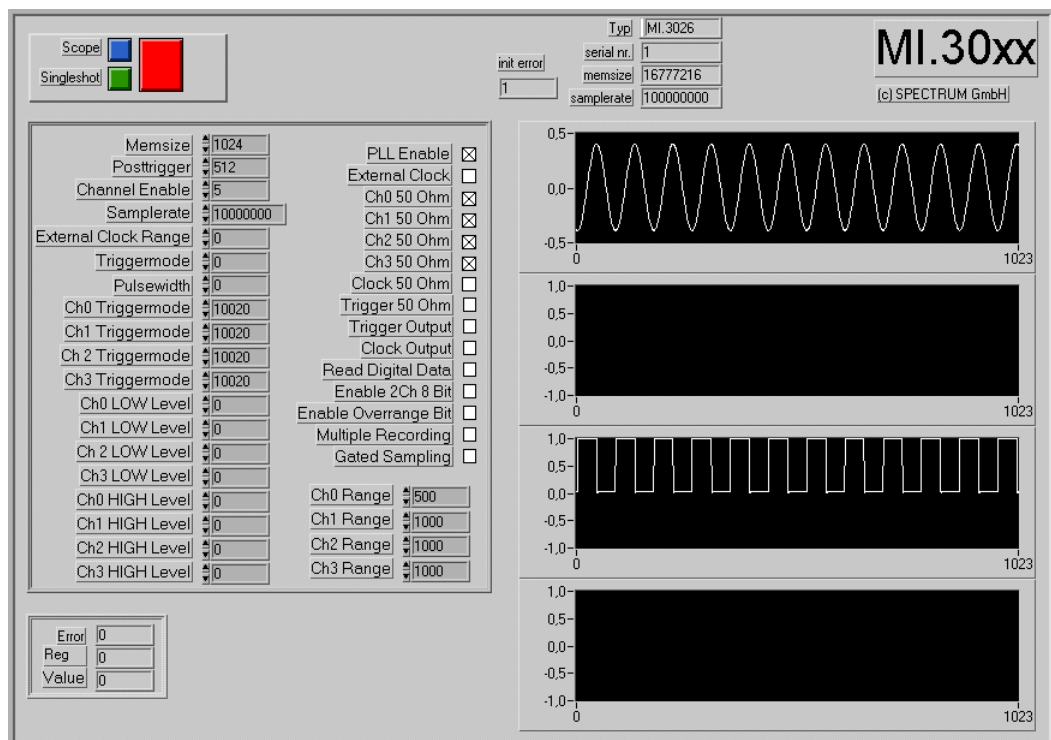 Scope
Singleshot
init error
1
Typ MI.3026
serial nr. 1
memsize 16777216
samplerate 100000000
MI.30xx
(c) SPECTRUM GmbH
Memsize 1024
Posttrigger 512
Channel Enable 5
Samplerate 10000000
External Clock Range 0
Triggermode 0
Pulsewidth 0
Ch0 Triggermode 10020
Ch1 Triggermode 10020
Ch 2 Triggermode 10020
Ch3 Triggermode 10020
Ch0 LOW Level 0
Ch1 LOW Level 0
Ch 2 LOW Level 0
Ch3 LOW Level 0
Ch0 HIGH Level 0
Ch1 HIGH Level 0
Ch2 HIGH Level 0
Ch3 HIGH Level 0
PLL Enable
External Clock
Ch0 50 Ohm
Ch1 50 Ohm
Ch2 50 Ohm
Ch3 50 Ohm
Clock 50 Ohm
Trigger 50 Ohm
Trigger Output
Clock Output
Read Digital Data
Enable 2Ch 8 Bit
Enable Overrange Bit
Multiple Recording
Gated Sampling
Ch0 Range 500
Ch1 Range 1000
Ch2 Range 1000
Ch3 Range 1000
Error 0
Reg 0
Value 0
0,5-
0,0-
-0,5-
0 1023
1,0-
0,5-
0,0-
-0,5-
-1,0-
0 1023
1,0-
0,5-
0,0-
-0,5-
-1,0-
0 1023
1,0-
0,5-
0,0-
-0,5-
-1,0-
0 1023